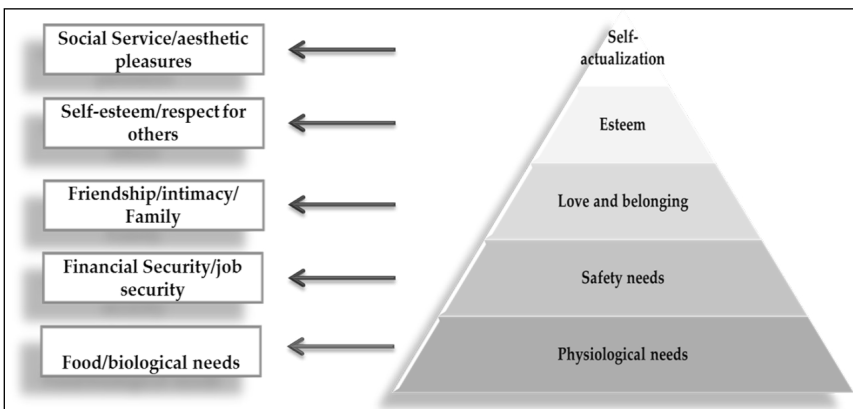 Social Service/aesthetic
pleasures
Self-
actualization
Self-esteem/respect for
others
Esteem
Friendship/intimacy/
Family
Love and belonging
Financial Security/job
security
Safety needs
Food/biological needs
Physiological needs